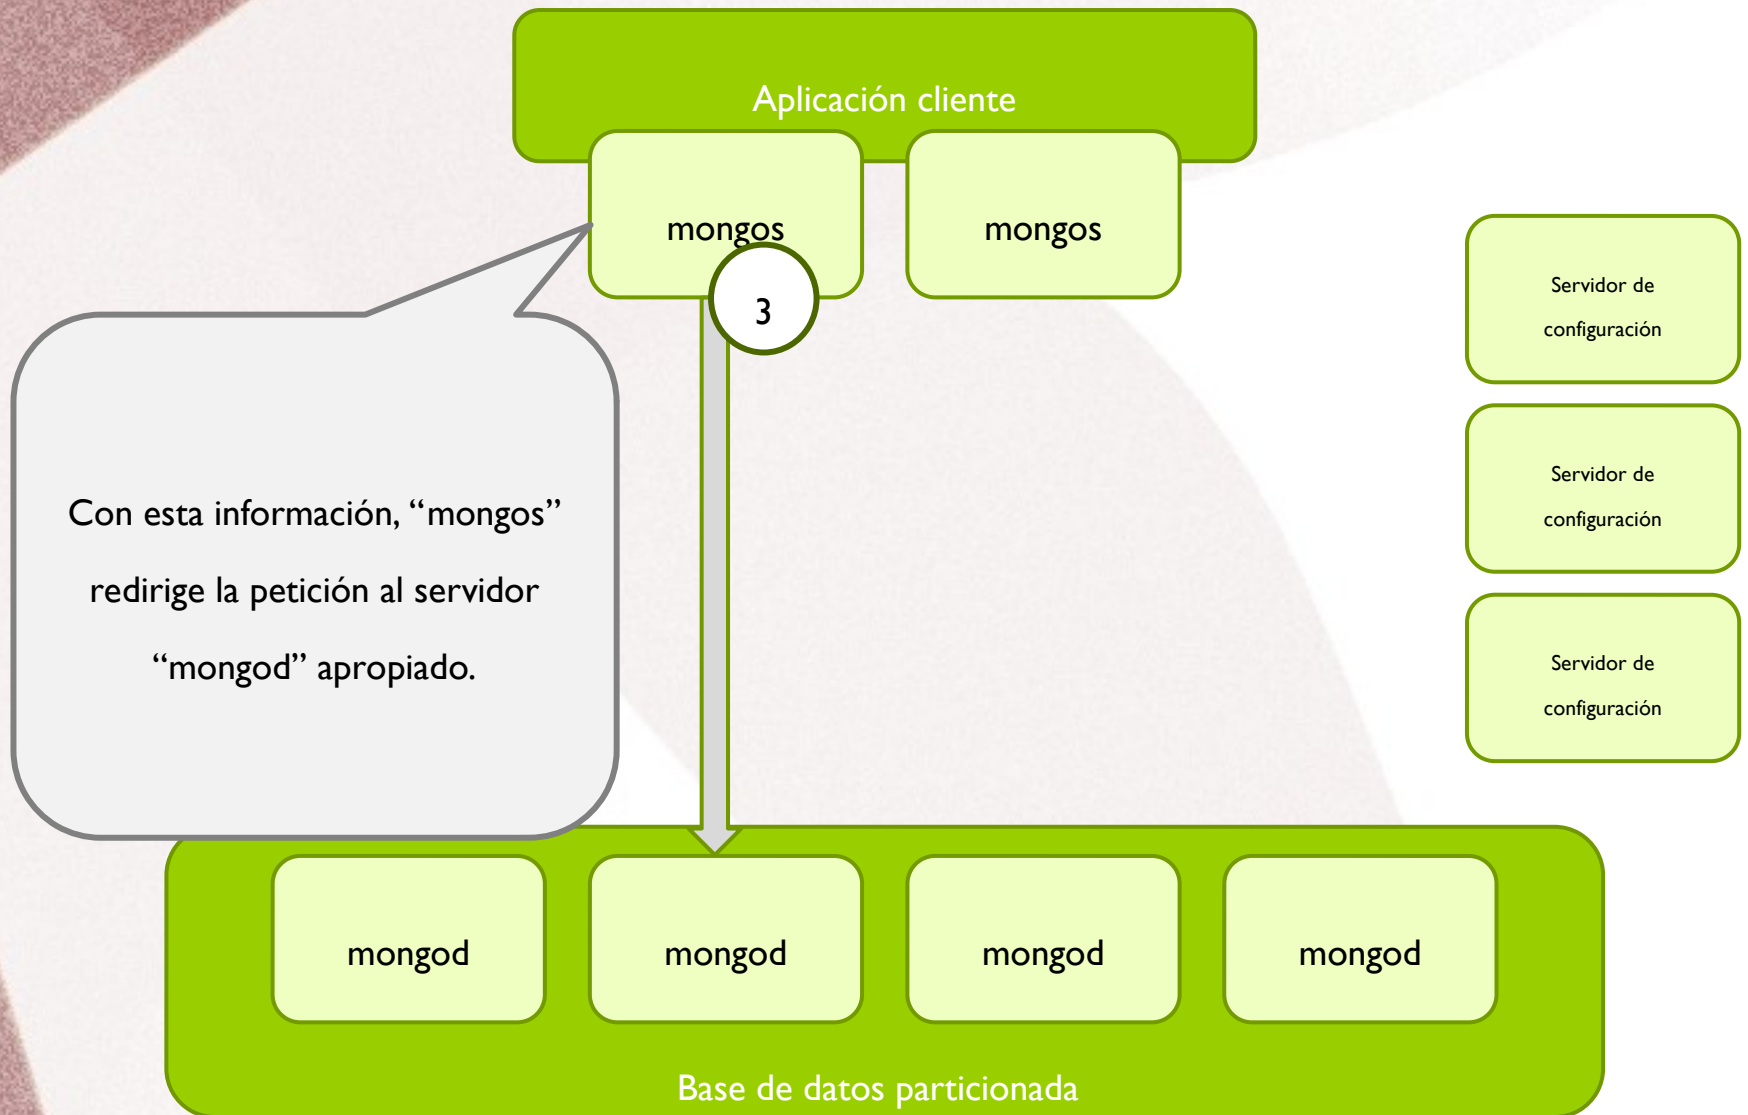 Aplicación cliente
mongos
mongos
3
Servidor de
configuración
Servidor de
configuración
Servidor de
configuración
Con esta información, “mongos”
redirige la petición al servidor
“mongod” apropiado.
mongod
mongod
mongod
mongod
Base de datos particionada